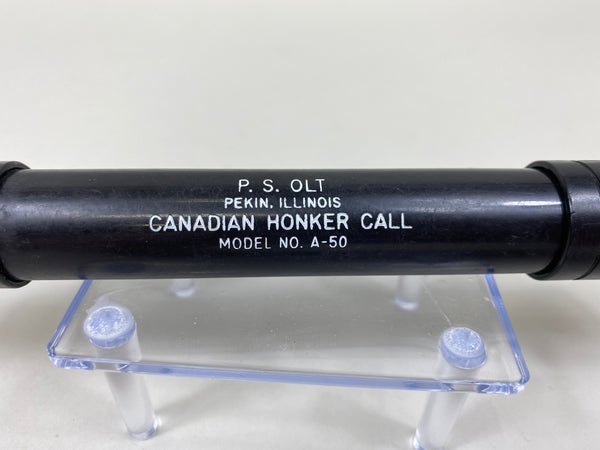 P. S. OLT
PEKIN, ILLINOIS
CANADIAN HONKER CALL
MODEL NO. A-50